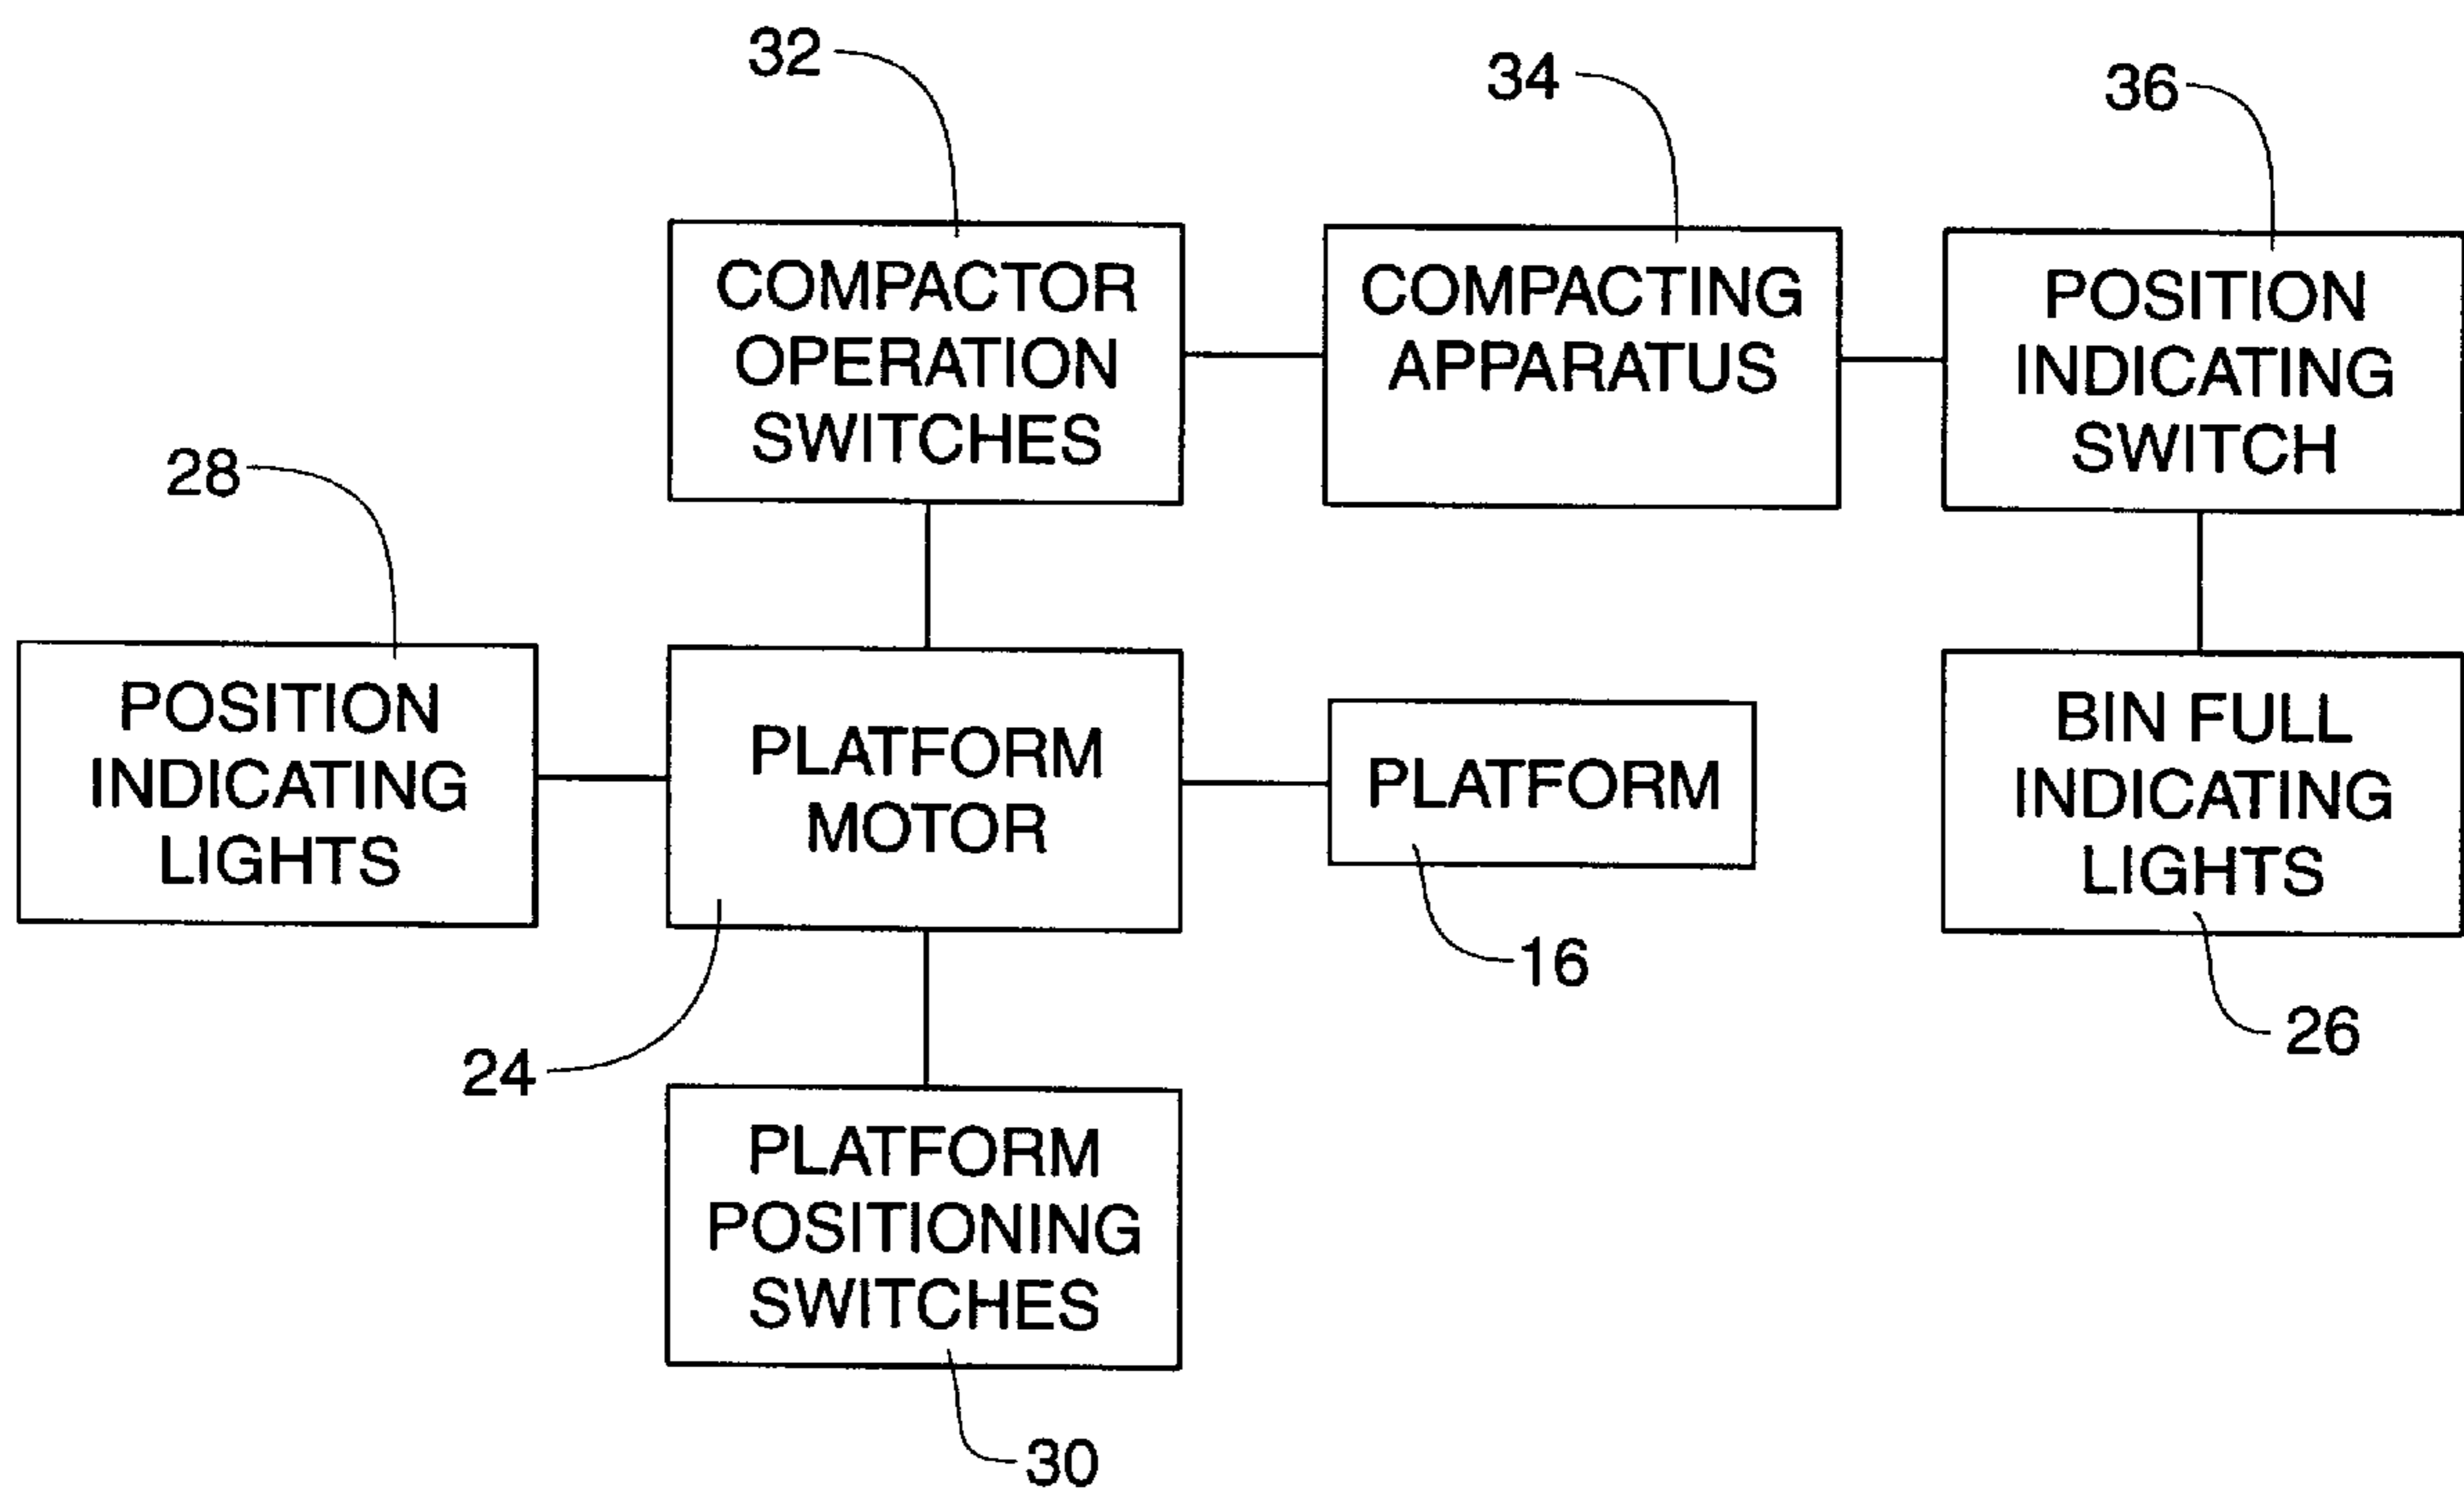 32
34
36
COMPACTOR
OPERATION
SWITCHES
COMPACTING
APPARATUS
POSITION
INDICATING
SWITCH
28
POSITION
INDICATING
LIGHTS
PLATFORM
MOTOR
PLATFORM
BIN FULL
INDICATING
LIGHTS
24
16
26
PLATFORM
POSITIONING
SWITCHES
30